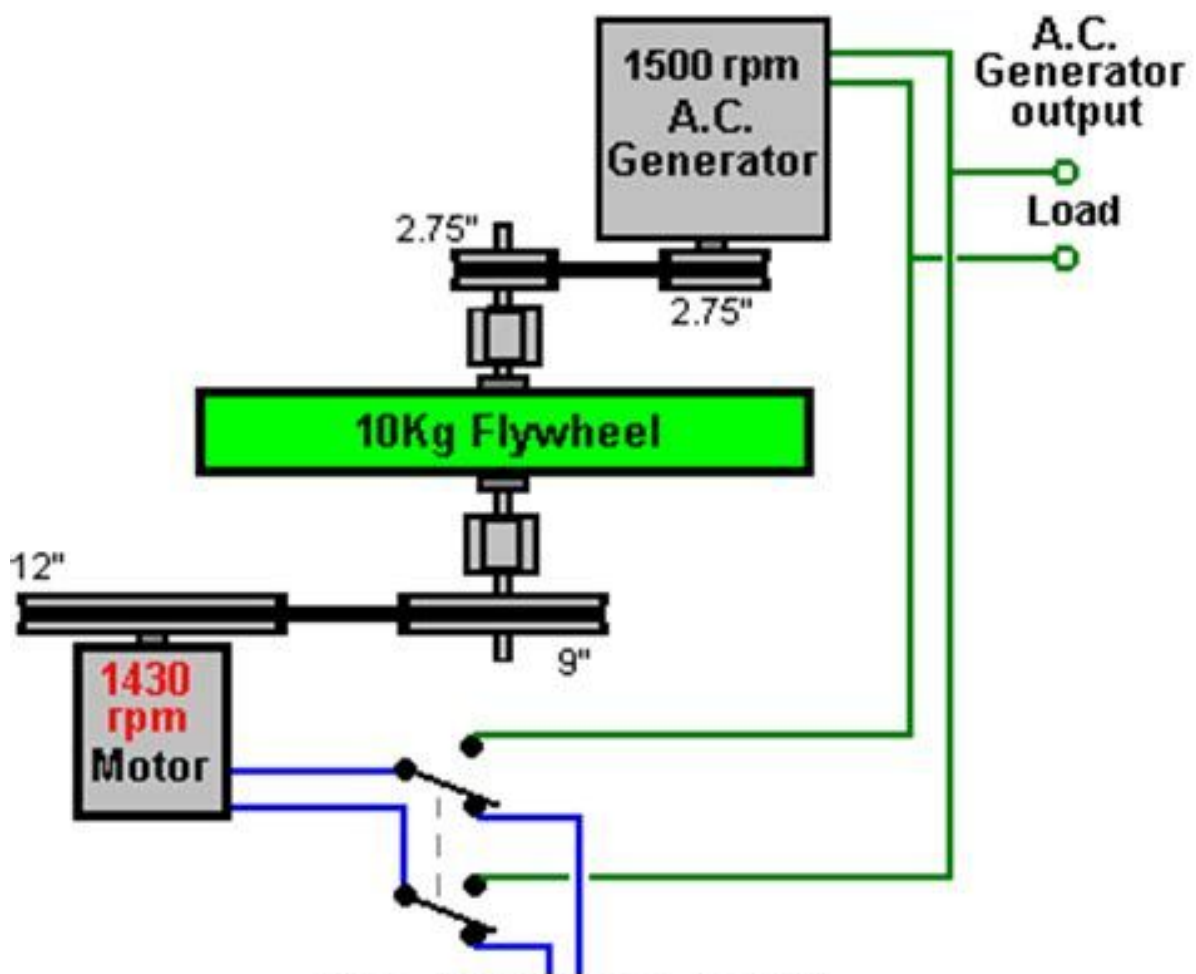 1500 rpm
A.C.
Generator
A.C.
Generator
output
Load
2.75"
2.75"
10Kg Flywheel
12"
9"
1430
rpm
Motor